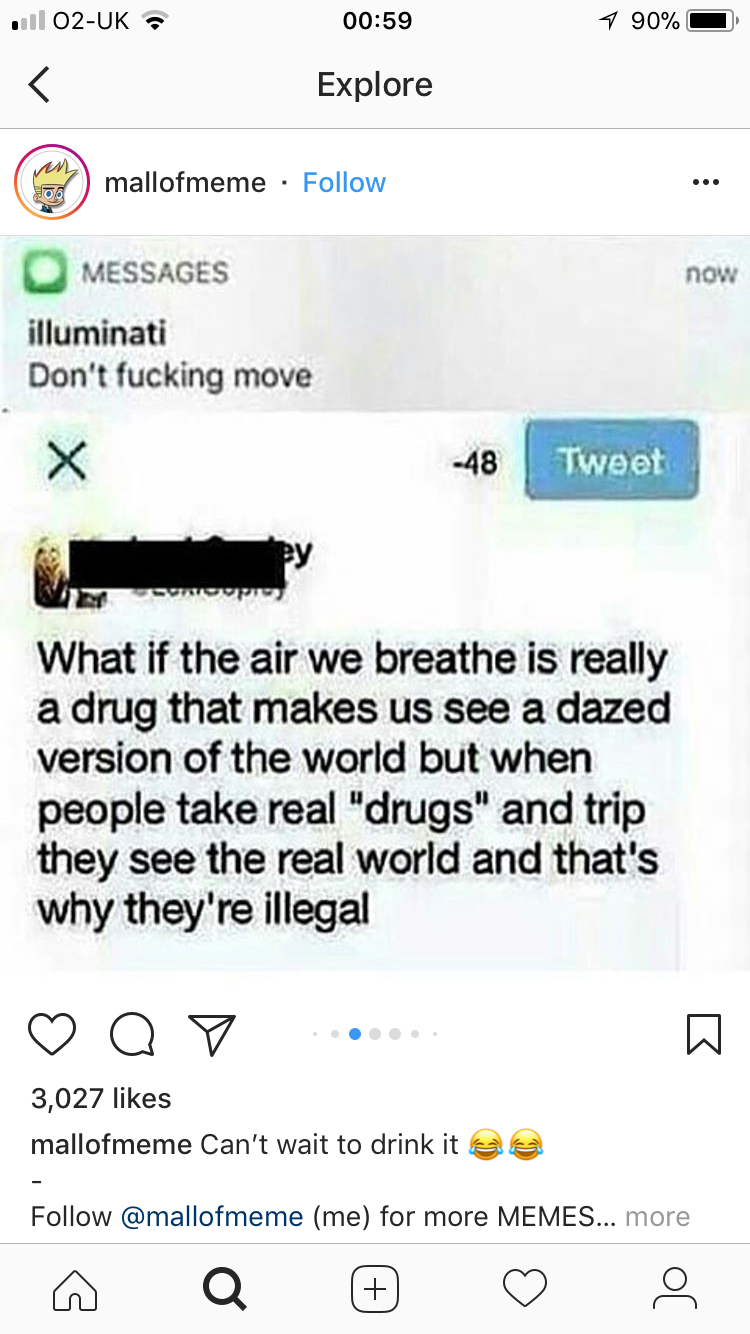 O2-UK 00:59 90%
Explore
mallofmeme · Follow
MESSAGES now
illuminati
Don't fucking move
-48 Tweet
ey
What if the air we breathe is really
a drug that makes us see a dazed
version of the world but when
people take real "drugs" and trip
they see the real world and that's
why they're illegal
3,027 likes
mallofmeme Can't wait to drink it 😂😂
-
Follow @mallofmeme (me) for more MEMES... more